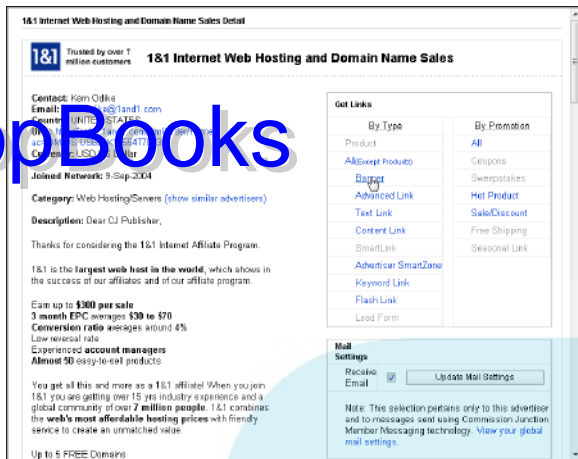 1&1 Internet Web Hosting and Domain Name Sales Detail
1&1
Trusted by over 7
million customers
1&1 Internet Web Hosting and Domain Name Sales
Contact: Kem Odike
Email:
@1and1.com
Country: UNITED STATES
opBooks
Joined Network: 9-Sep-2004
Category: Web Hosting/Servers (show similar advertisers)
Description: Dear CJ Publisher,
Thanks for considering the 1&1 Internet Affiliate Program.
1&1 is the largest web host in the world, which shows in
the success of our affiliates and of our affiliate program.
Earn up to $300 per sale
3 month EPC averages $30 to $70
Conversion ratio averages around 4%
Low reversal rate
Experienced account managers
Almost 50 easy-to-sell products
You get all this and more as a 1&1 affiliate! When you join
1&1 you are getting over 15 yrs industry experience and a
global community of over 7 million people. 1&1 combines
the web's most affordable hosting prices with friendly
service to create an unmatched value.
Up to 5 FREE Domains
Get Links
By Type
Product
All(Except Products)
Banner
Advanced Link
Text Link
Content Link
SmartLink
Advertiser SmartZone
Keyword Link
Flash Link
Lead Form
By Promotion
All
Coupons
Sweepstakes
Hot Product
Sale/Discount
Free Shipping
Seasonal Link
Mail
Settings
Receive
Email
Update Mail Settings
Note: This selection pertains only to this advertiser
and to messages sent using Commission Junction
Member Messaging technology. View your global
mail settings.